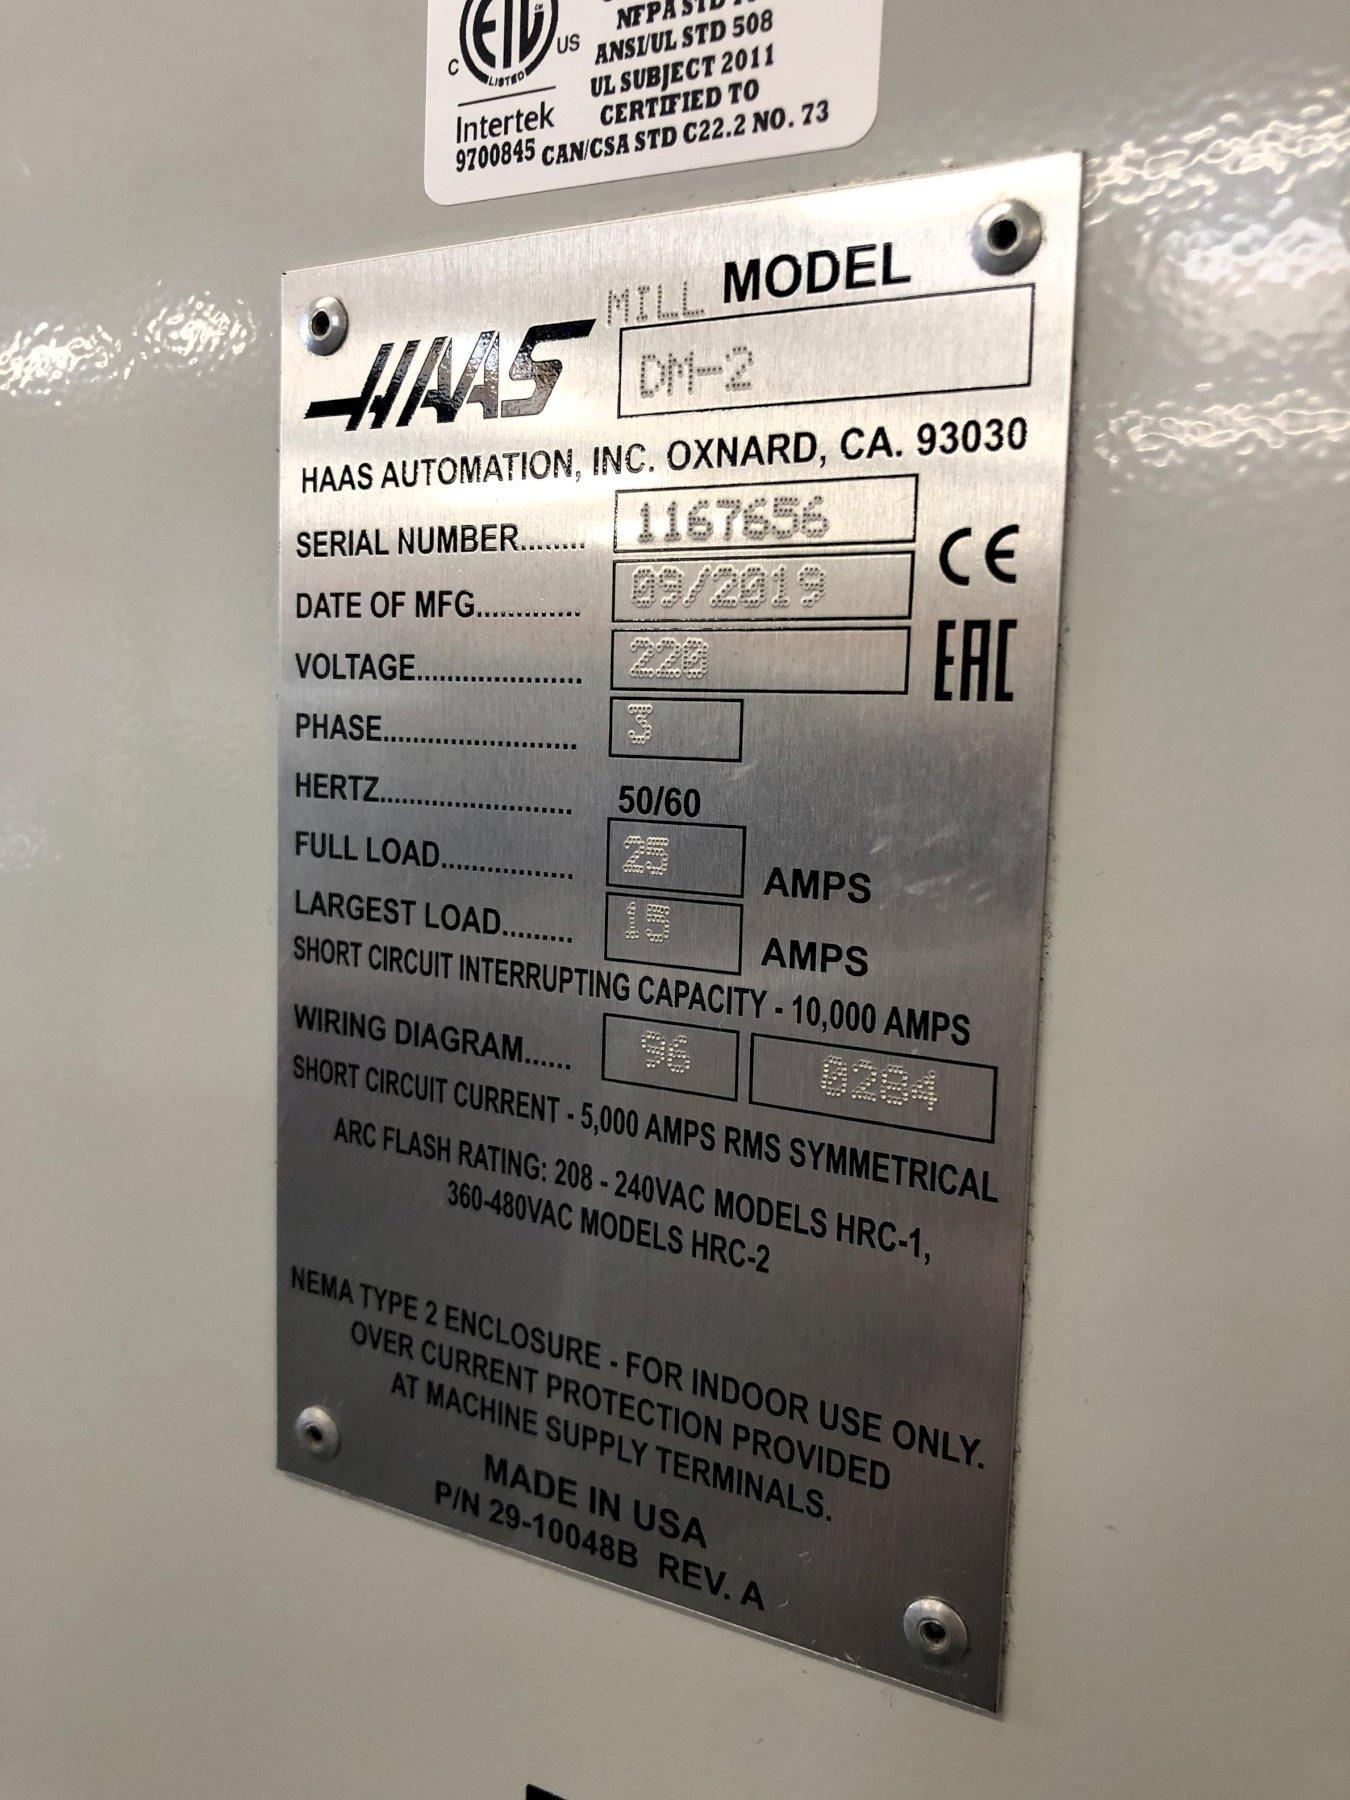 ETL
CM
C US
LISTED
Intertek
9700845
NFPA STD
ANSI/UL STD 508
UL SUBJECT 2011
CERTIFIED TO
CAN/CSA STD C22.2 NO. 73
MILL MODEL
HAAS DM-2
HAAS AUTOMATION, INC. OXNARD, CA. 93030
SERIAL NUMBER........ 1167656
DATE OF MFG............. 09/2019
CE
VOLTAGE..................... 220
EAC
PHASE........................ 3
HERTZ........................ 50/60
FULL LOAD................ 25 AMPS
LARGEST LOAD......... 15 AMPS
SHORT CIRCUIT INTERRUPTING CAPACITY - 10,000 AMPS
WIRING DIAGRAM...... 96 0284
SHORT CIRCUIT CURRENT - 5,000 AMPS RMS SYMMETRICAL
ARC FLASH RATING: 208 - 240VAC MODELS HRC-1,
360-480VAC MODELS HRC-2
NEMA TYPE 2 ENCLOSURE - FOR INDOOR USE ONLY.
OVER CURRENT PROTECTION PROVIDED
AT MACHINE SUPPLY TERMINALS.
MADE IN USA
P/N 29-10048B REV. A